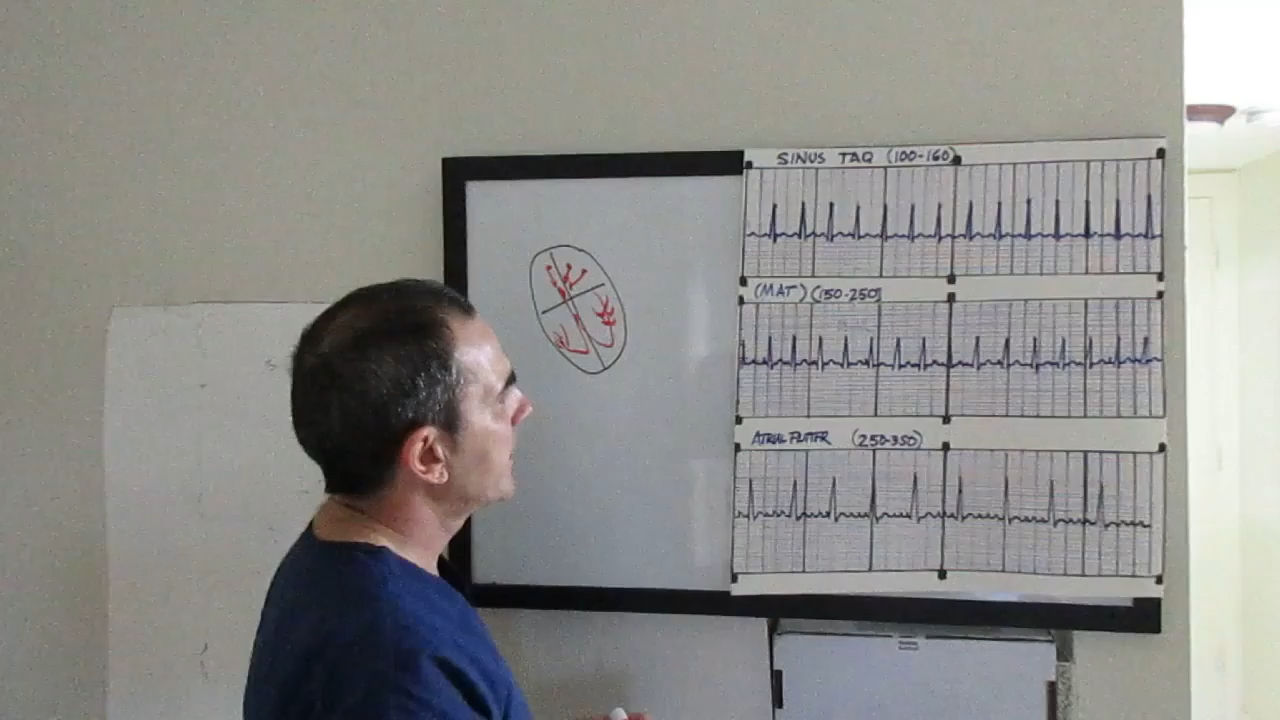 SINUS TAQ (100-160)
(MAT) (150-250)
ATRIAL FLUTTER (250-350)